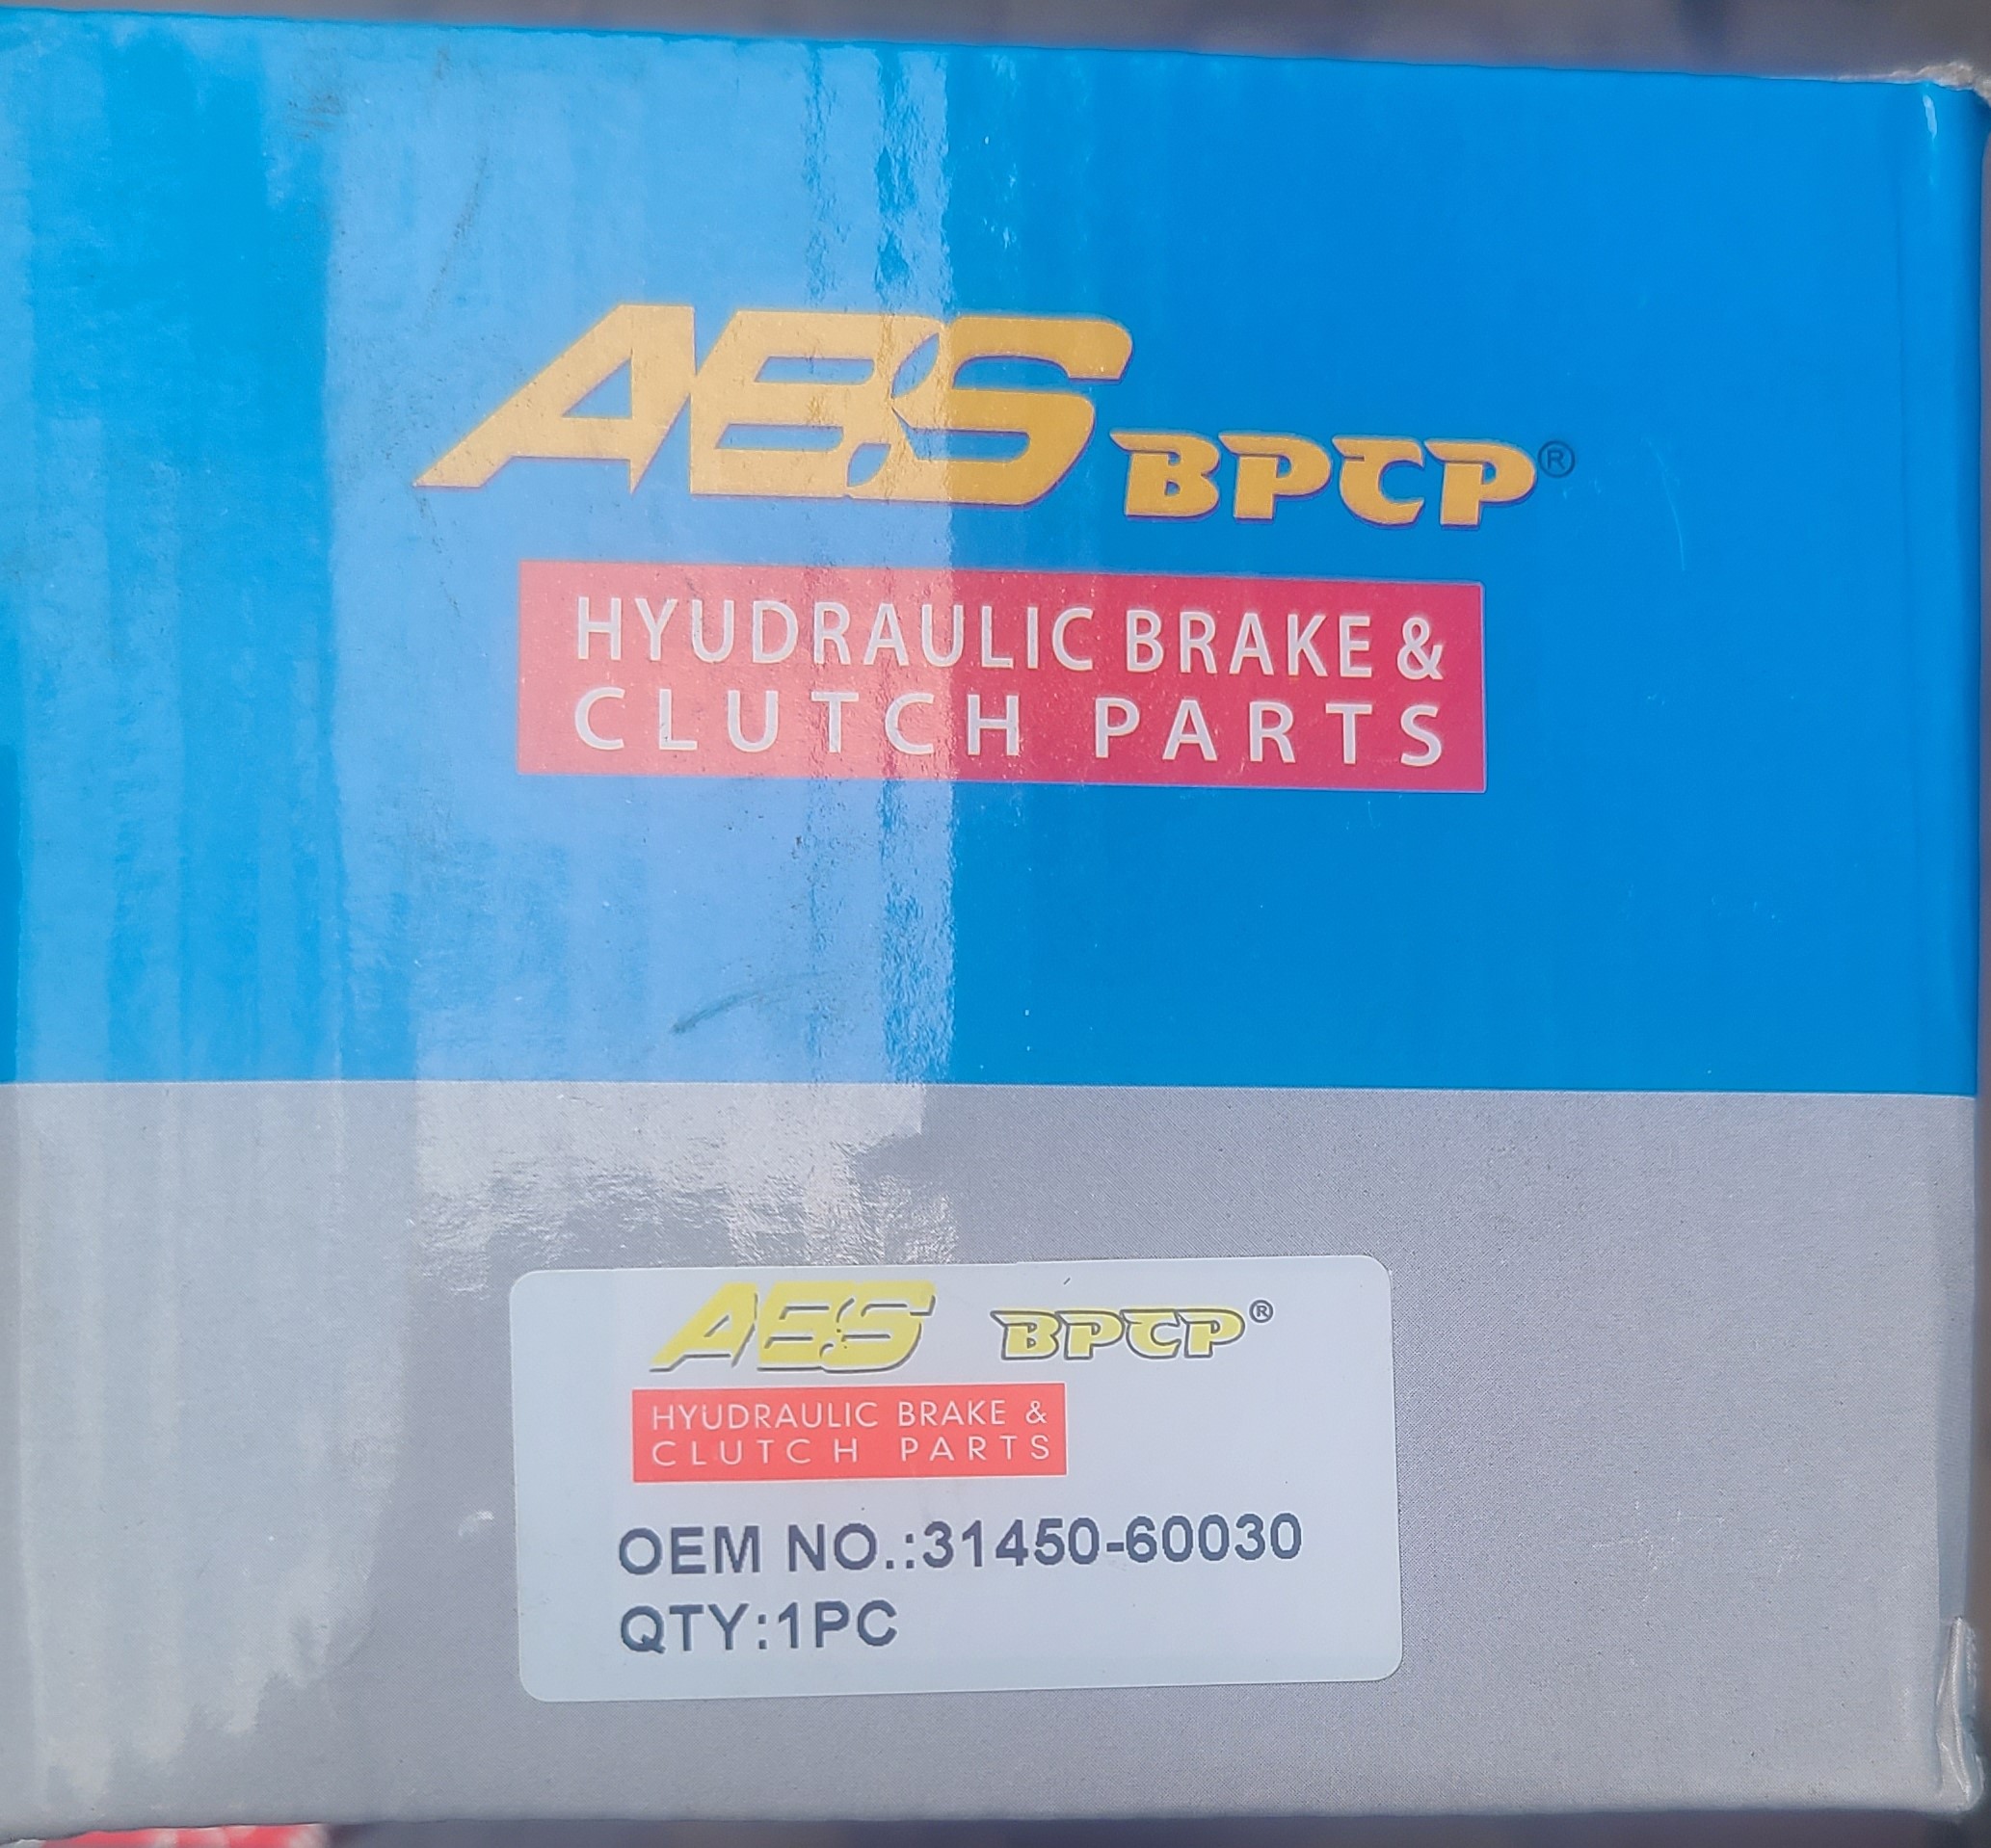 ABS BPCP®
HYUDRAULIC BRAKE &
CLUTCH PARTS
ABS BPCP®
HYUDRAULIC BRAKE &
CLUTCH PARTS
OEM NO.:31450-60030
QTY:1PC